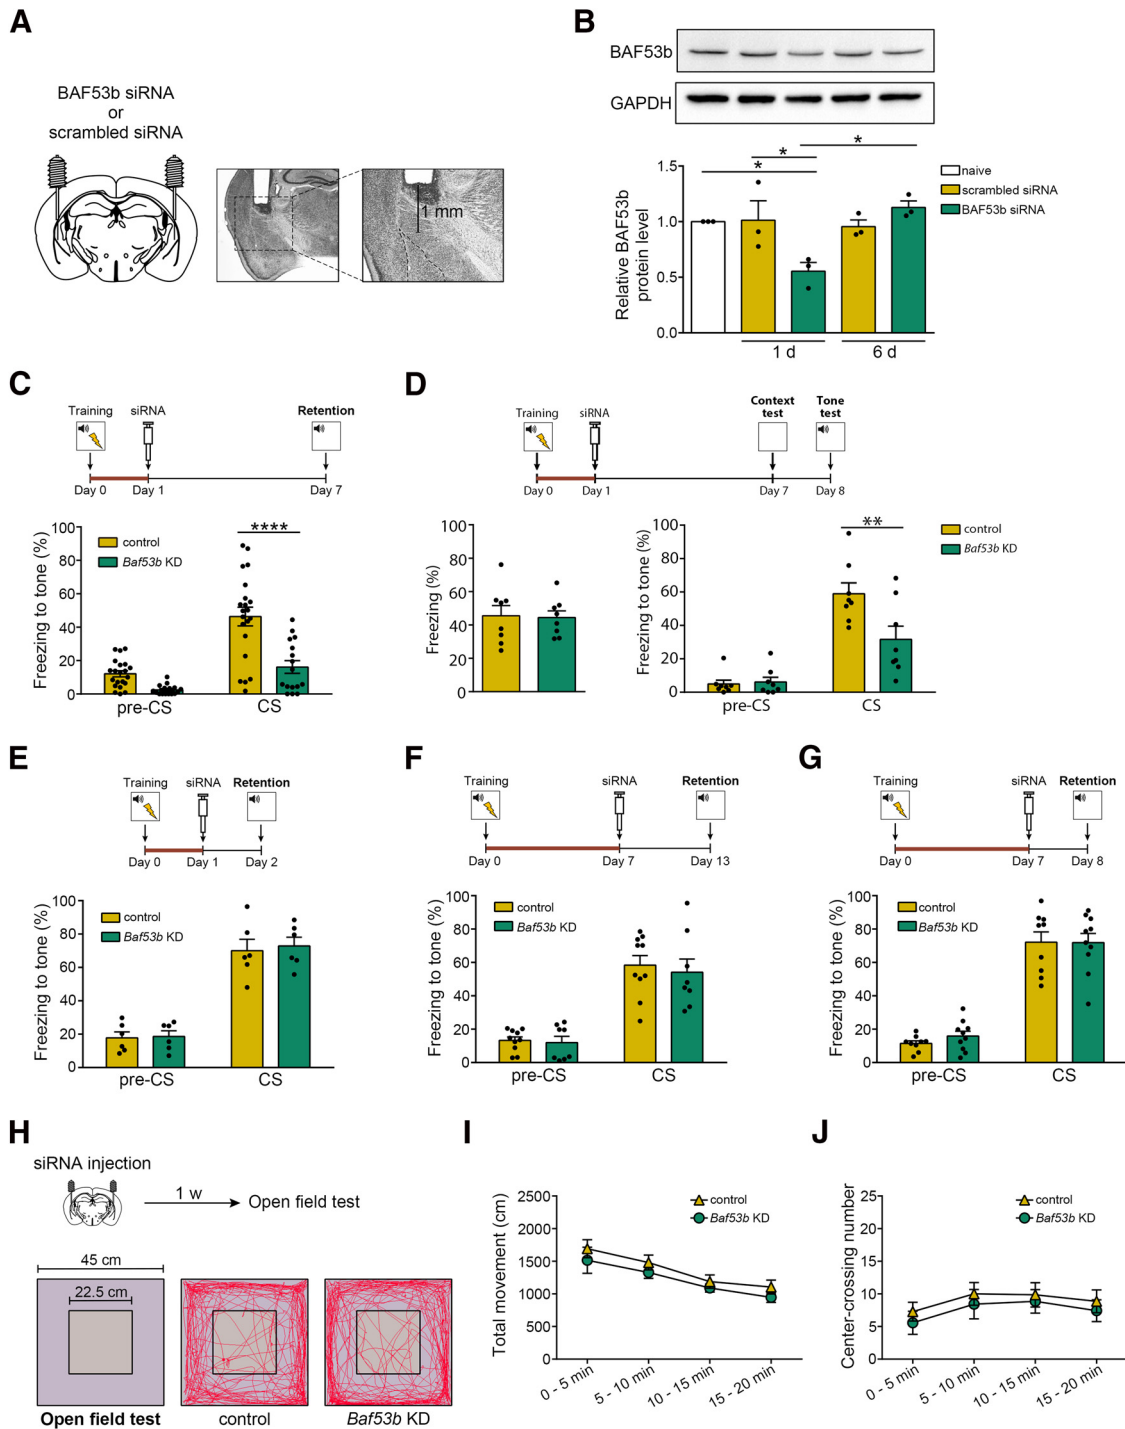 A
BAF53b siRNA
or
scrambled siRNA
1 mm
B
BAF53b
GAPDH
*
*
*
Relative BAF53b
protein level
1.5
1.0
0.5
0.0
1 d
6 d
naive
scrambled siRNA
BAF53b siRNA
C
Training
siRNA
Retention
Day 0
Day 1
Day 7
Freezing to tone (%)
100
80
60
40
20
0
control
Baf53b KD
****
pre-CS
CS
D
Training
siRNA
Context
test
Tone
test
Day 0
Day 1
Day 7
Day 8
Freezing (%)
100
80
60
40
20
0
Freezing to tone (%)
100
80
60
40
20
0
**
pre-CS
CS
control
Baf53b KD
E
Training
siRNA
Retention
Day 0
Day 1
Day 2
Freezing to tone (%)
100
80
60
40
20
0
control
Baf53b KD
pre-CS
CS
F
Training
siRNA
Retention
Day 0
Day 7
Day 13
Freezing to tone (%)
100
80
60
40
20
0
control
Baf53b KD
pre-CS
CS
G
Training
siRNA
Retention
Day 0
Day 7
Day 8
Freezing to tone (%)
100
80
60
40
20
0
control
Baf53b KD
pre-CS
CS
H
siRNA injection
1 w
Open field test
45 cm
22.5 cm
Open field test
control
Baf53b KD
I
Total movement (cm)
2500
2000
1500
1000
500
0
control
Baf53b KD
0 - 5 min
5 - 10 min
10 - 15 min
15 - 20 min
J
Center-crossing number
25
20
15
10
5
0
control
Baf53b KD
0 - 5 min
5 - 10 min
10 - 15 min
15 - 20 min